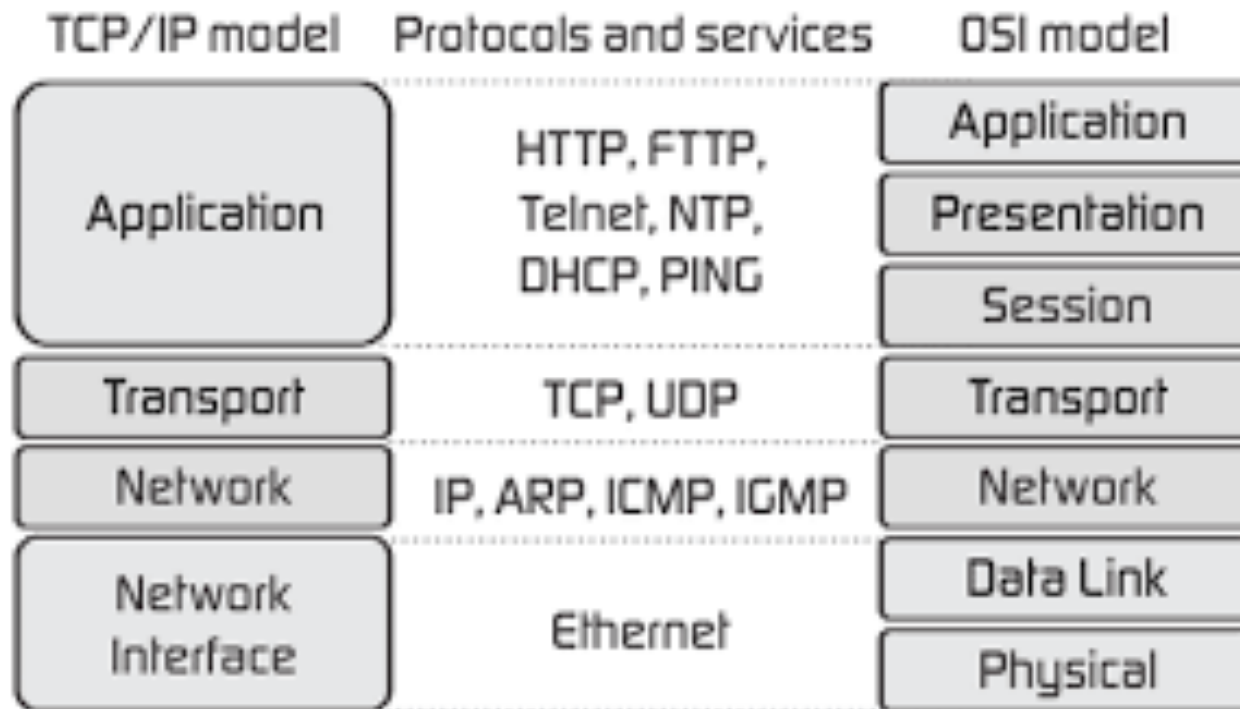 TCP/IP model Protocols and services OSI model
Application
HTTP, FTTP,
Telnet, NTP,
DHCP, PING
Application
Presentation
Session
Transport
TCP, UDP
Transport
Network
IP, ARP, ICMP, IGMP
Network
Network
Interface
Ethernet
Data Link
Physical